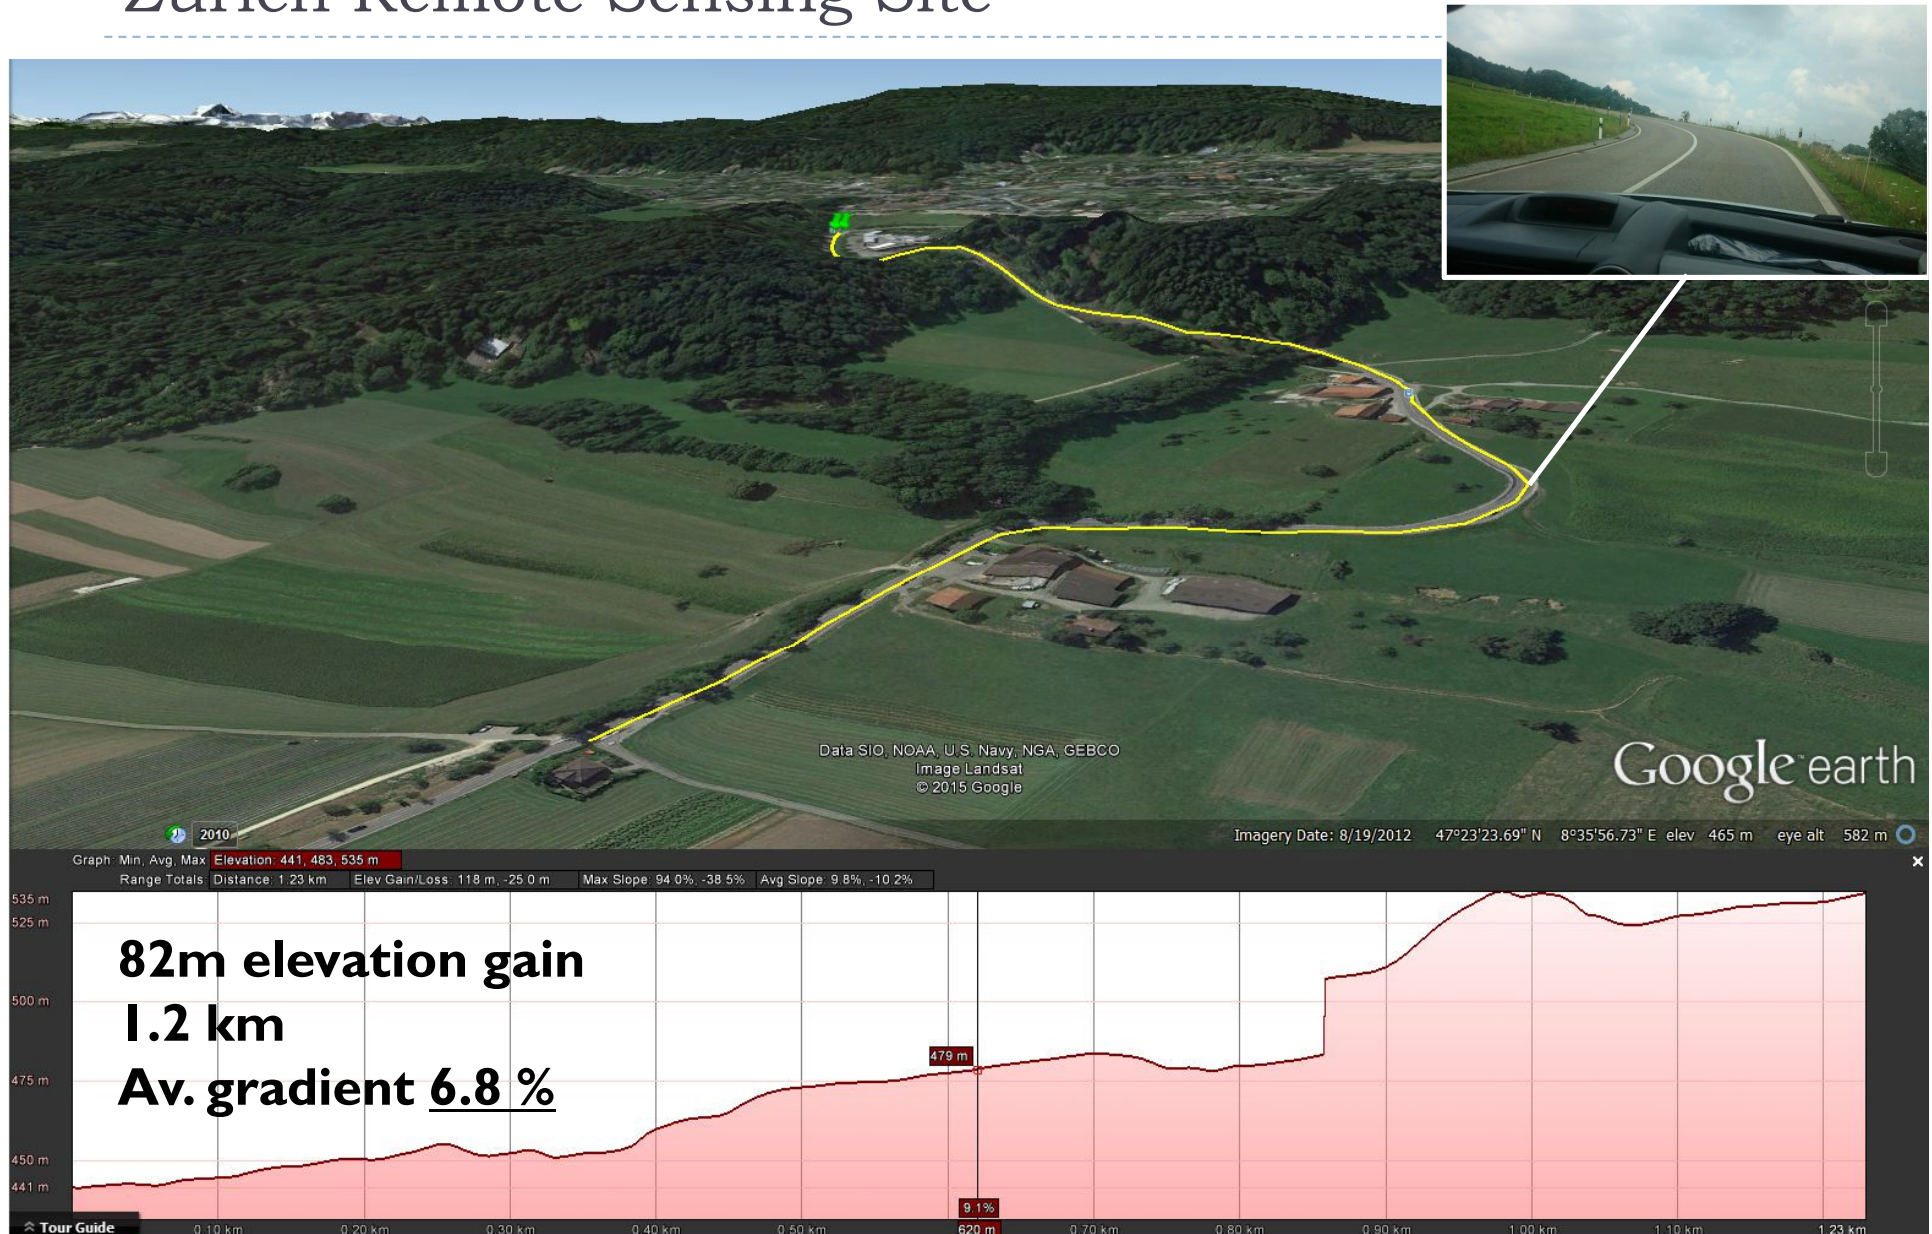 Zurich Remote Sensing Site
Data SIO, NOAA, U.S. Navy, NGA, GEBCO
Image Landsat
© 2015 Google
Google earth
2010
Imagery Date: 8/19/2012 47°23'23.69" N 8°35'56.73" E elev 465 m eye alt 582 m
Graph: Min, Avg, Max Elevation: 441, 483, 535 m
Range Totals: Distance: 1.23 km Elev Gain/Loss: 118 m, -25.0 m Max Slope: 94.0%, -38.5% Avg Slope: 9.8%, -10.2%
535 m
525 m
500 m
475 m
450 m
441 m
82m elevation gain
1.2 km
Av. gradient 6.8 %
479 m
9.1%
Tour Guide
0.10 km 0.20 km 0.30 km 0.40 km 0.50 km 620 m 0.70 km 0.80 km 0.90 km 1.00 km 1.10 km 1.23 km